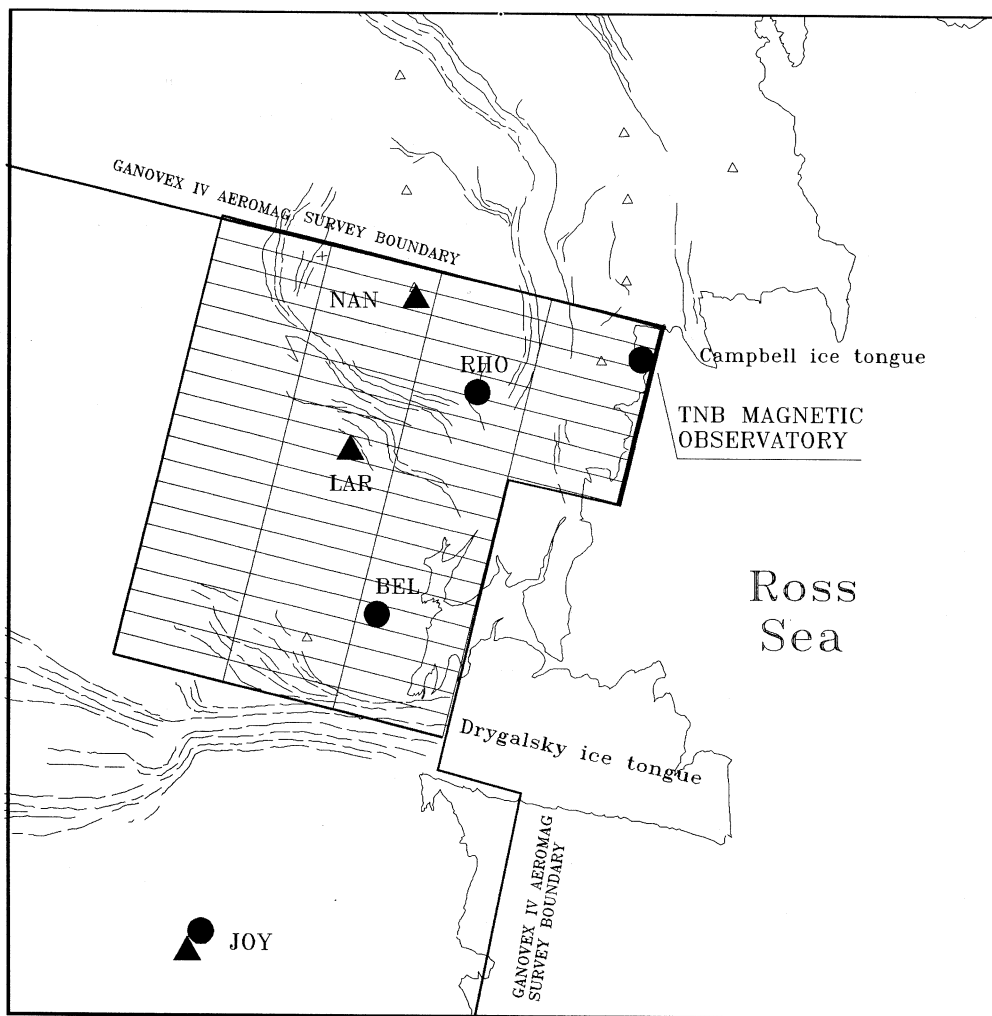 GANOVEX IV AEROMAG SURVEY BOUNDARY
NAN
RHO
Campbell ice tongue
TNB MAGNETIC
OBSERVATORY
LAR
BEL
Ross
Sea
Drygalsky ice tongue
GANOVEX IV AEROMAG
SURVEY BOUNDARY
JOY